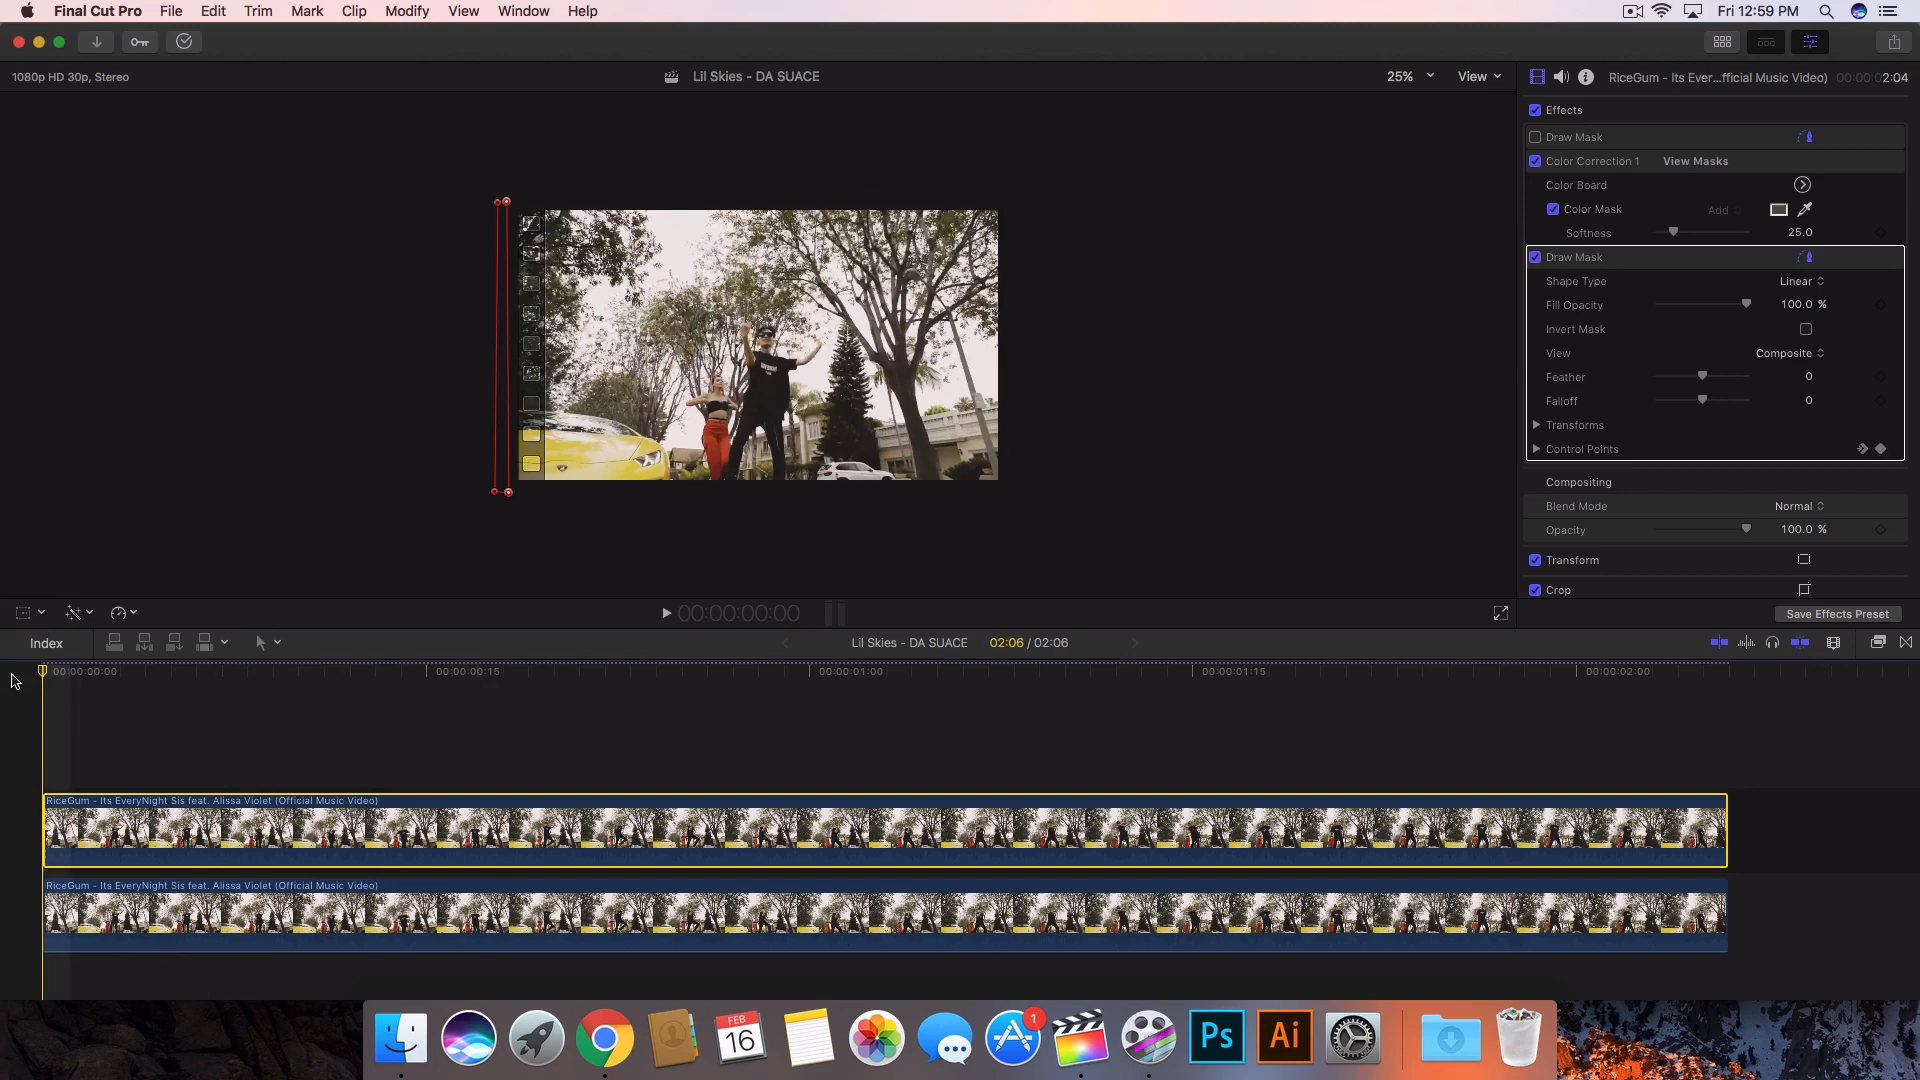 Final Cut Pro File Edit Trim Mark Clip Modify View Window Help
Fri 12:59 PM
1080p HD 30p, Stereo
Lil Skies - DA SUACE
25%
View
RiceGum - Its Ever...fficial Music Video)
00:00:02:04
Effects
Draw Mask
Color Correction 1 View Masks
Color Board
Color Mask Add
Softness 25.0
Draw Mask
Shape Type Linear
Fill Opacity 100.0 %
Invert Mask
View Composite
Feather 0
Falloff 0
Transforms
Control Points
Compositing
Blend Mode Normal
Opacity 100.0 %
Transform
Crop
00:00:00:00
Save Effects Preset
Index
Lil Skies - DA SUACE
02:06 / 02:06
00:00:00:00
00:00:00:15
00:00:01:00
00:00:01:15
00:00:02:00
RiceGum - Its EveryNight Sis feat. Alissa Violet (Official Music Video)
RiceGum - Its EveryNight Sis feat. Alissa Violet (Official Music Video)
FEB
16
1
Ps
Ai